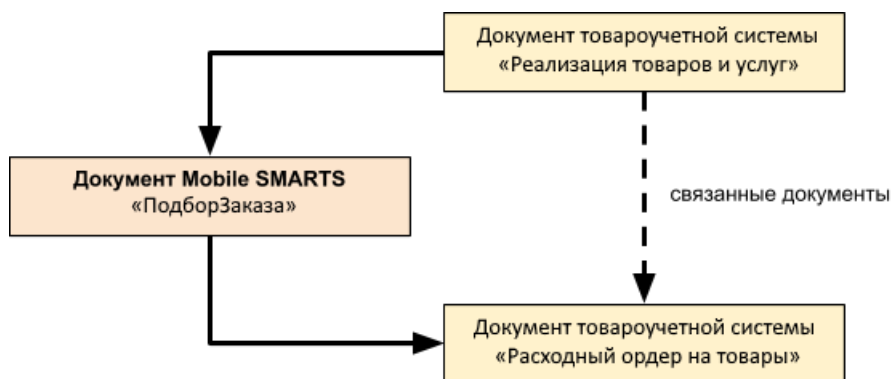 Документ товароучетной системы
«Реализация товаров и услуг»
Документ Mobile SMARTS
«ПодборЗаказа»
связанные документы
Документ товароучетной системы
«Расходный ордер на товары»